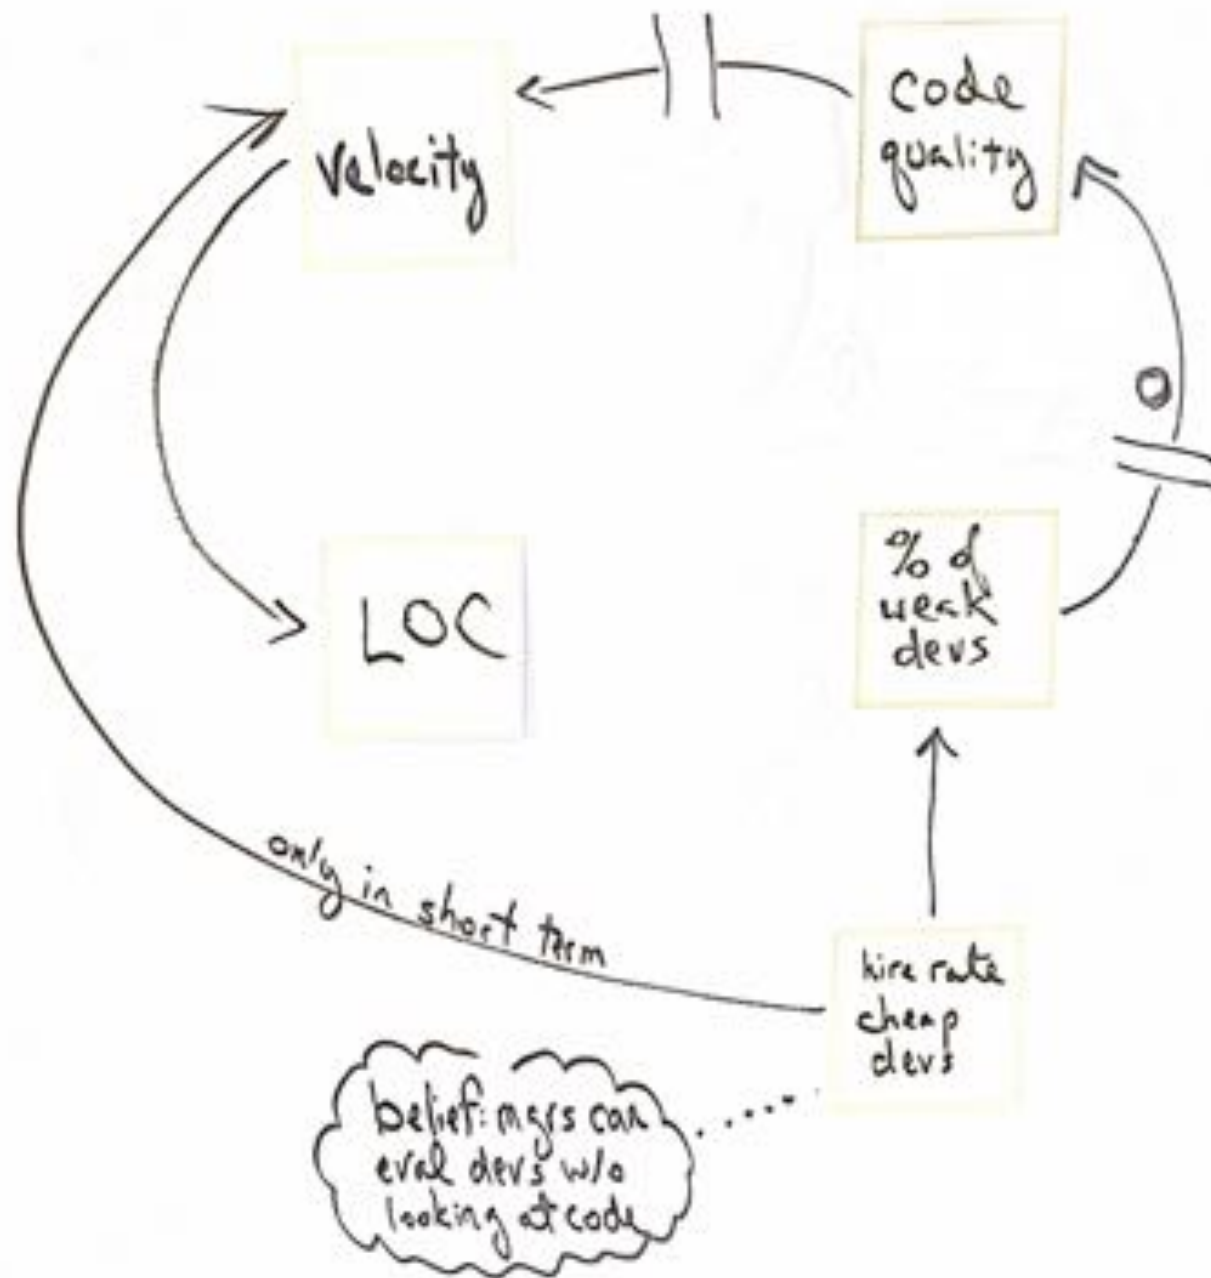 velocity
code
quality
O
LOC
% of
weak
devs
only in short term
hire rate
cheap
devs
belief: mgrs can
eval devs w/o
looking at code